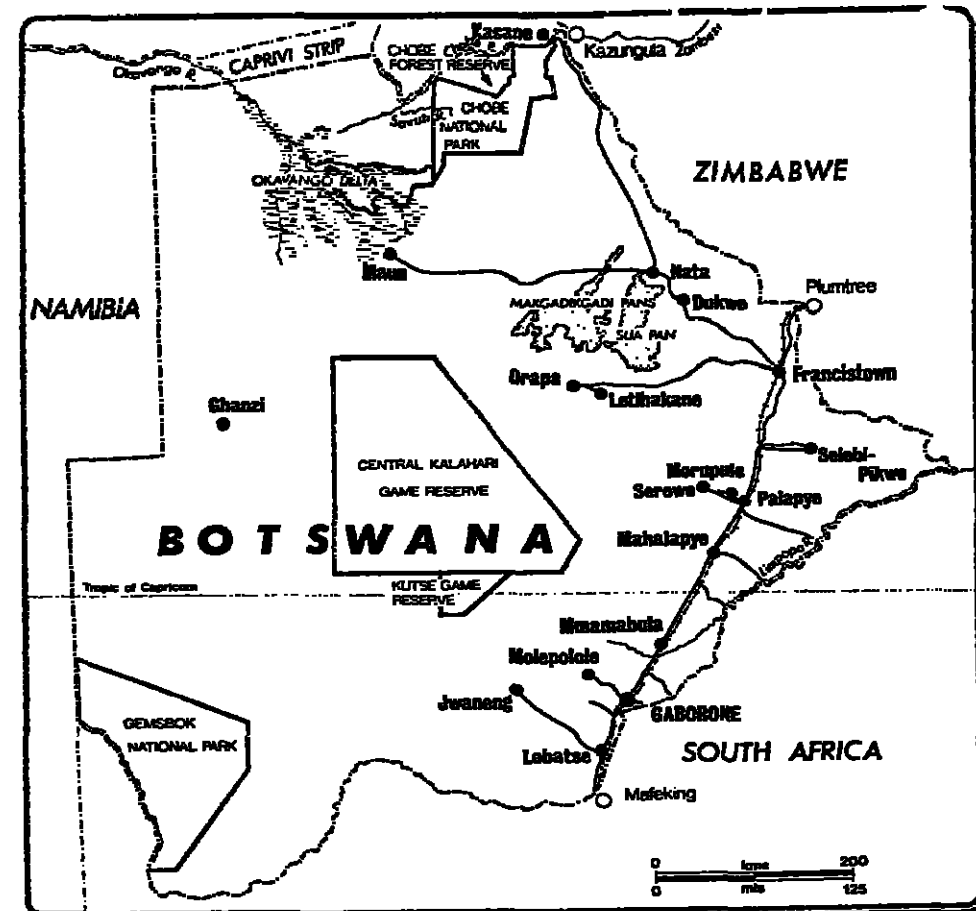 Kasane
Kazungula Zambezi
CAPRIVI STRIP
Okavango R.
CHOBE
FOREST RESERVE
CHOBE
NATIONAL
PARK
ZIMBABWE
OKAVANGO DELTA
Maun
Nata
NAMIBIA
MAKGADIKGADI PANS
Dukwe
Plumtree
SUA PAN
Orapa
Letlhakane
Francistown
Ghanzi
CENTRAL KALAHARI
GAME RESERVE
Selebi-
Pikwe
Morupule
Serowe
Palapye
BOTSWANA
Mahalapye
Limpopo R.
Tropic of Capricorn
KUTSE GAME
RESERVE
Mmamabula
Molepolole
Jwaneng
GABORONE
GEMSBOK
NATIONAL PARK
Lobatse
SOUTH AFRICA
Mafeking
0 kms 200
0 mls 125